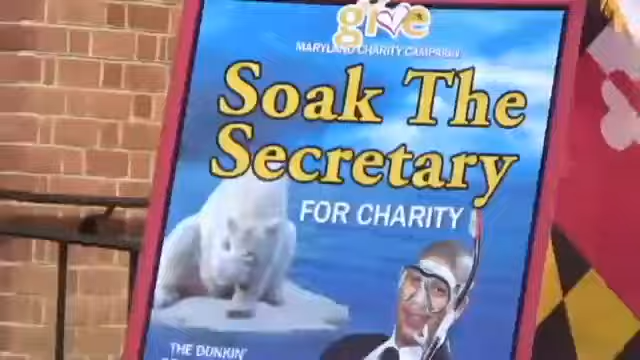 give
MARYLAND CHARITY CAMPAIGN
Soak The
Secretary
FOR CHARITY
THE DUNKIN'